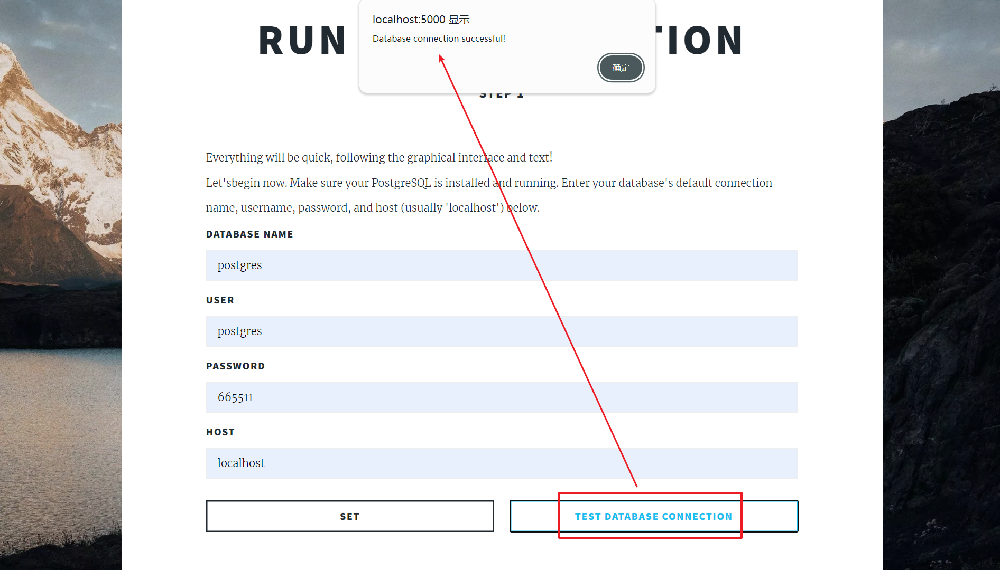 localhost:5000 显示
Database connection successful!
确定
RUN TION
STEP 1
Everything will be quick, following the graphical interface and text!
Let'sbegin now. Make sure your PostgreSQL is installed and running. Enter your database's default connection
name, username, password, and host (usually 'localhost') below.
DATABASE NAME
postgres
USER
postgres
PASSWORD
665511
HOST
localhost
SET
TEST DATABASE CONNECTION